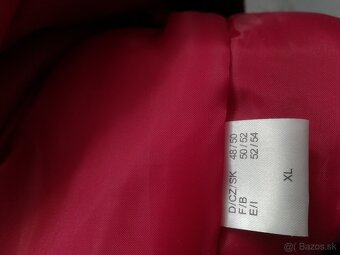 D/CZ/SK 48/50
F/B 50/52
E/I 52/54
XL
© Bazos.sk